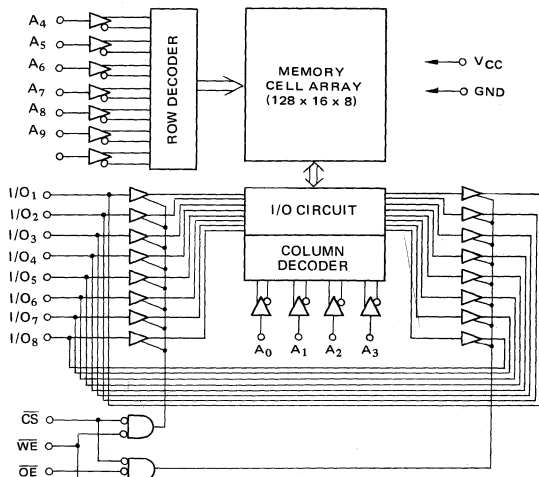 A4
A5
A6
A7
A8
A9
ROW DECODER
MEMORY
CELL ARRAY
(128 x 16 x 8)
VCC
GND
I/O1
I/O2
I/O3
I/O4
I/O5
I/O6
I/O7
I/O8
I/O CIRCUIT
COLUMN
DECODER
A0 A1 A2 A3
CS
WE
OE